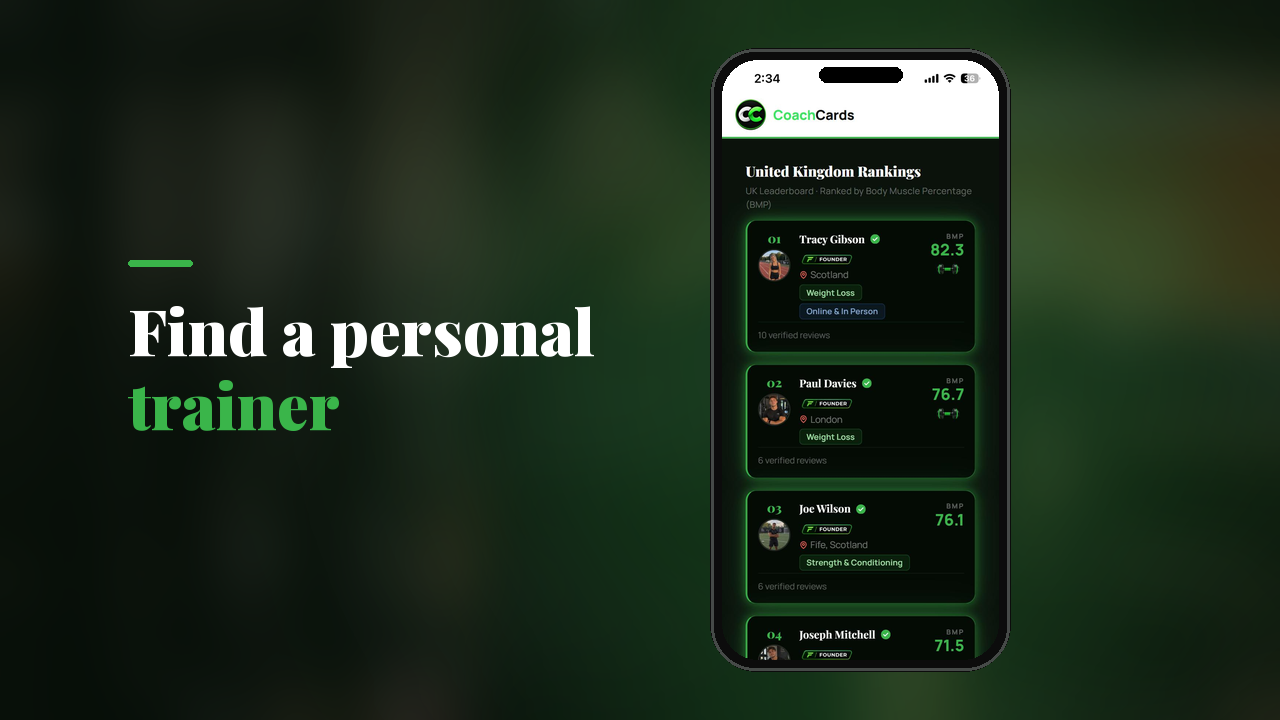 Find a personal
trainer
2:34
36
CC
CoachCards
United Kingdom Rankings
UK Leaderboard · Ranked by Body Muscle Percentage
(BMP)
01
Tracy Gibson
BMP
82.3
FOUNDER
Scotland
Weight Loss
Online & In Person
10 verified reviews
02
Paul Davies
BMP
76.7
FOUNDER
London
Weight Loss
6 verified reviews
03
Joe Wilson
BMP
76.1
FOUNDER
Fife, Scotland
Strength & Conditioning
6 verified reviews
04
Joseph Mitchell
BMP
71.5
FOUNDER